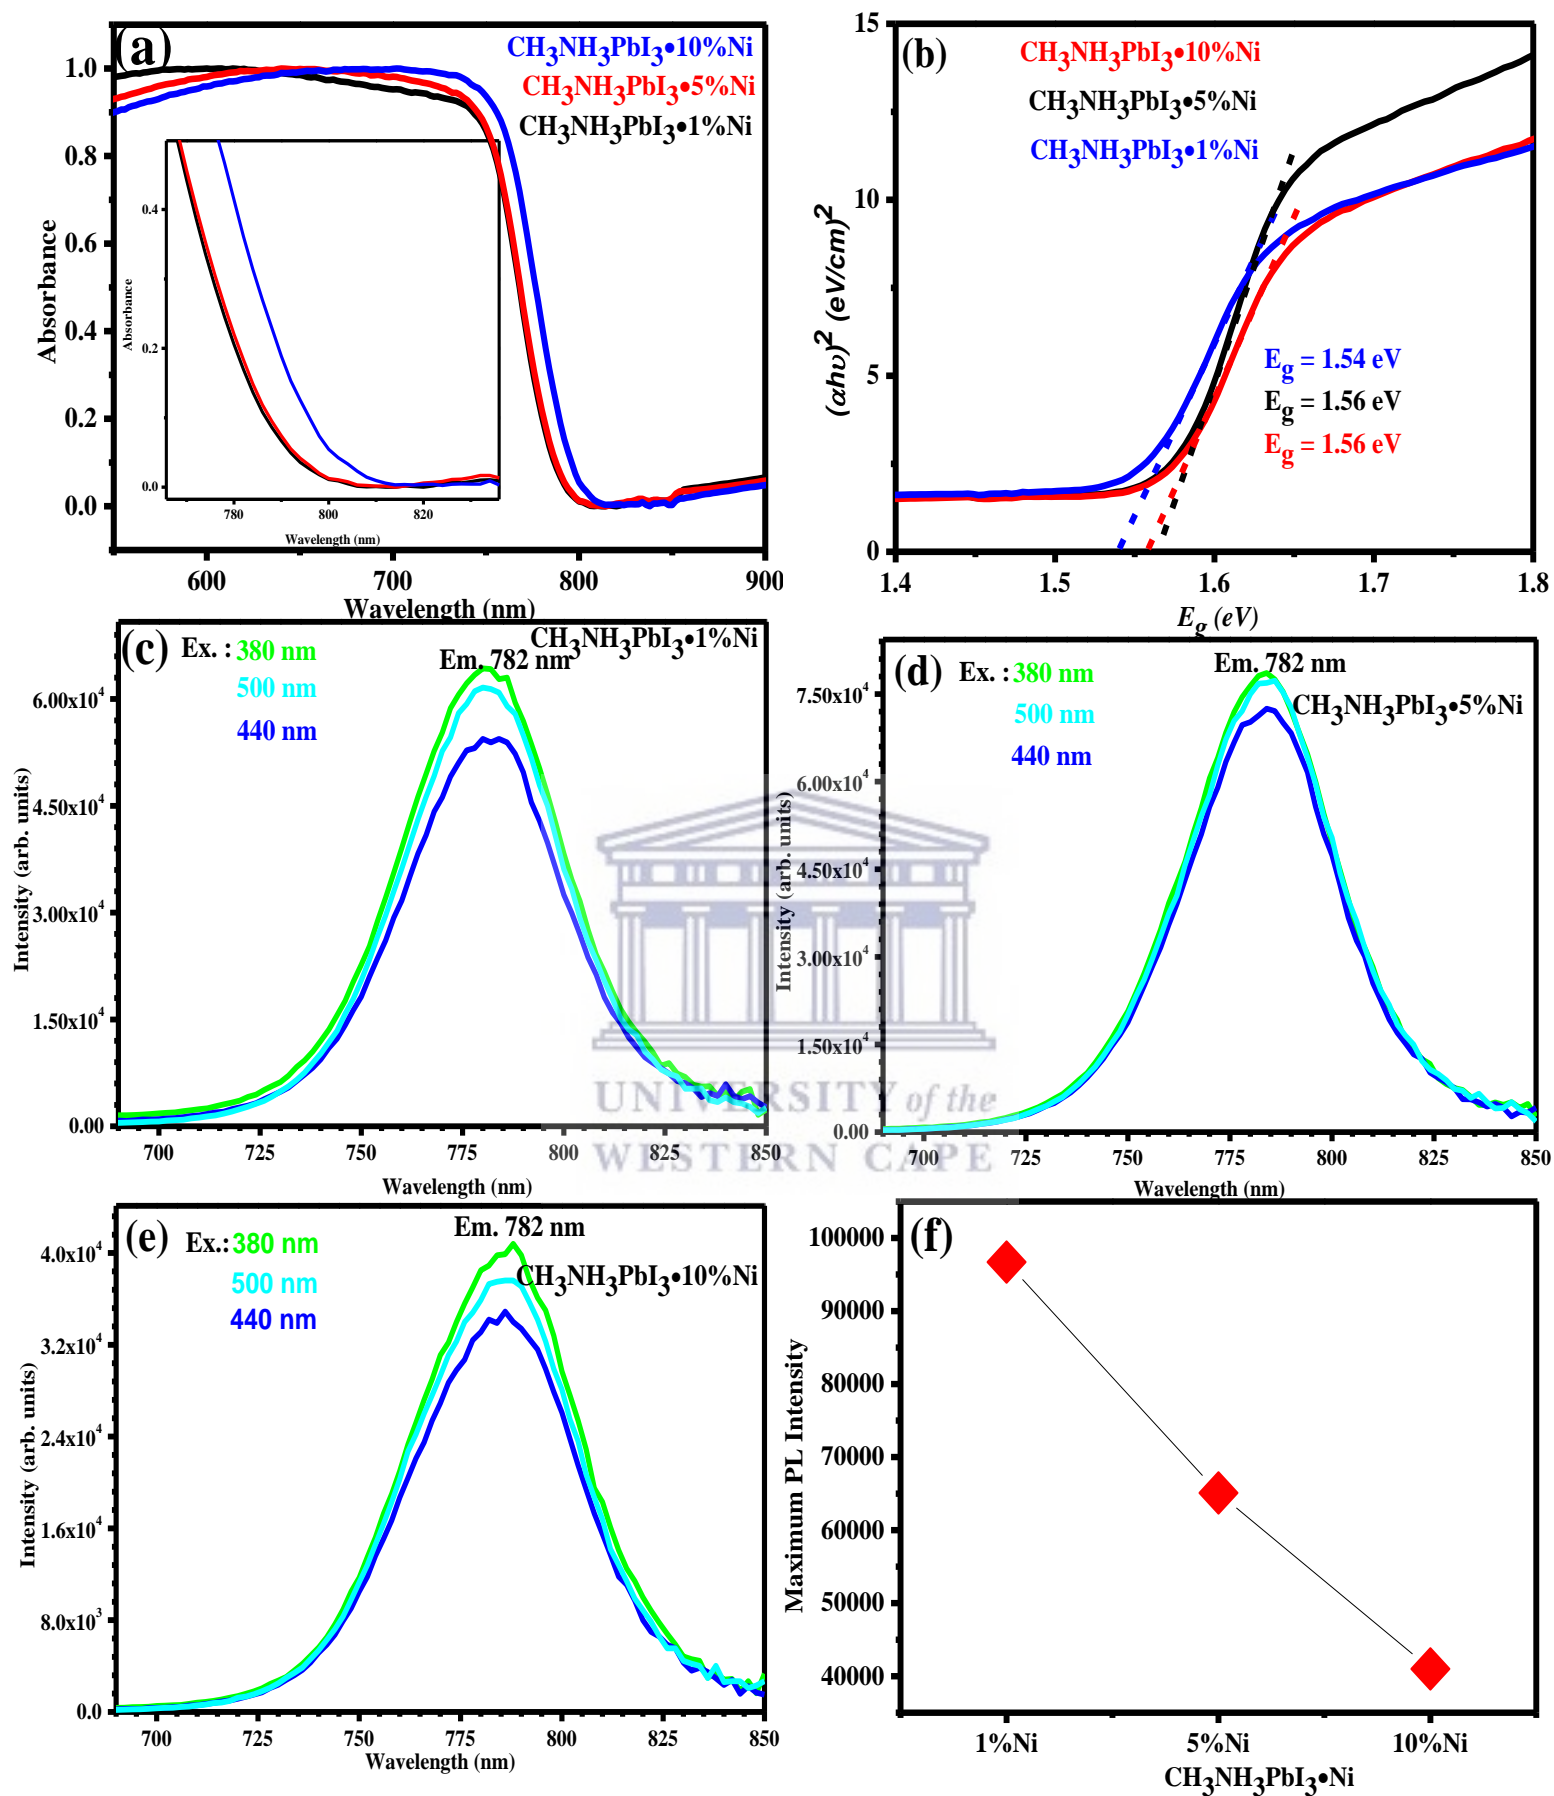 (a)
CH3NH3PbI3•10%Ni
CH3NH3PbI3•5%Ni
CH3NH3PbI3•1%Ni
1.0
0.8
0.6
0.4
0.2
0.0
Absorbance
0.4
0.2
0.0
Absorbance
780 800 820
Wavelength (nm)
600 700 800 900
Wavelength (nm)
(b)
CH3NH3PbI3•10%Ni
CH3NH3PbI3•5%Ni
CH3NH3PbI3•1%Ni
15
10
5
0
(αhυ)2 (eV/cm)2
Eg = 1.54 eV
Eg = 1.56 eV
Eg = 1.56 eV
1.4 1.5 1.6 1.7 1.8
Eg (eV)
(c)
Ex. : 380 nm
500 nm
440 nm
CH3NH3PbI3•1%Ni
Em. 782 nm
6.00x104
4.50x104
3.00x104
1.50x104
0.00
Intensity (arb. units)
700 725 750 775 800 825 850
Wavelength (nm)
(d)
Ex. : 380 nm
500 nm
440 nm
Em. 782 nm
CH3NH3PbI3•5%Ni
7.50x104
6.00x104
4.50x104
3.00x104
1.50x104
0.00
Intensity (arb. units)
700 725 750 775 800 825 850
Wavelength (nm)
UNIVERSITY of the
WESTERN CAPE
(e)
Ex.: 380 nm
500 nm
440 nm
Em. 782 nm
CH3NH3PbI3•10%Ni
4.0x104
3.2x104
2.4x104
1.6x104
8.0x103
0.0
Intensity (arb. units)
700 725 750 775 800 825 850
Wavelength (nm)
(f)
100000
90000
80000
70000
60000
50000
40000
Maximum PL Intensity
1%Ni 5%Ni 10%Ni
CH3NH3PbI3•Ni